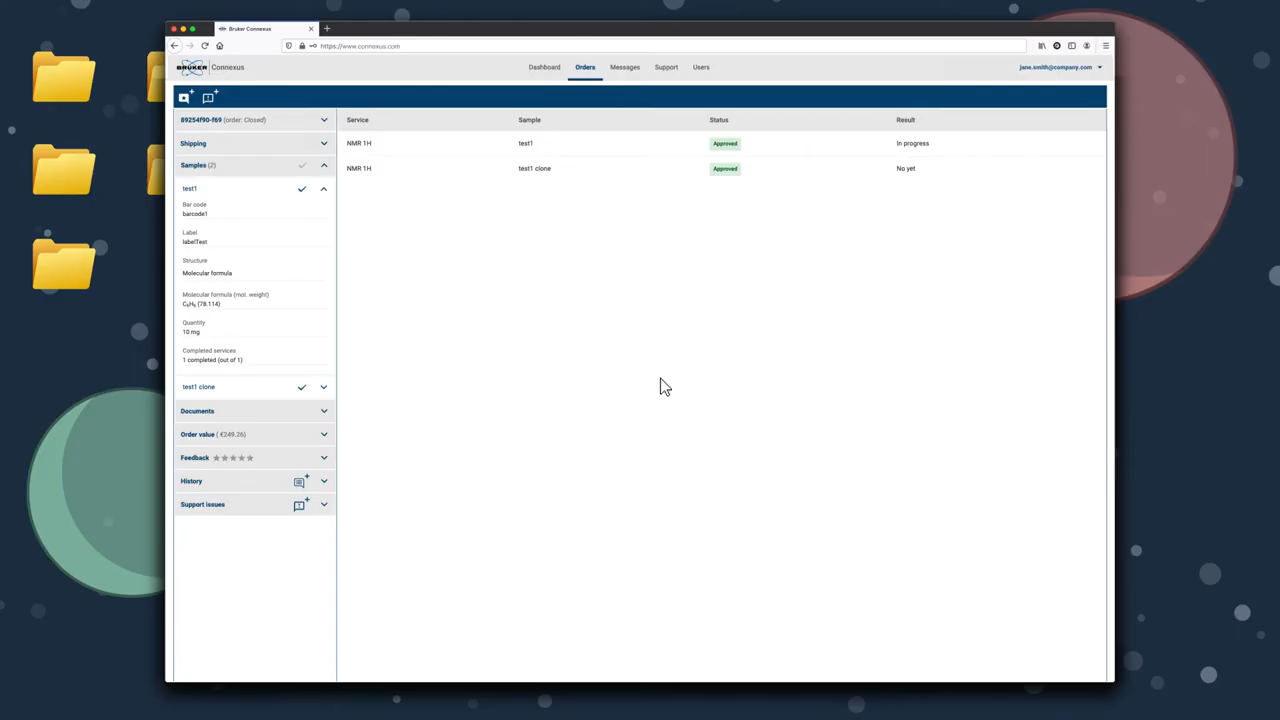 Bruker Connexus
https://www.connexus.com
BRUKER Connexus Dashboard Orders Messages Support Users jane.smith@company.com
89254f90-f69 (order: Closed) Service Sample Status Result
Shipping NMR 1H test1 Approved In progress
Samples (2) NMR 1H test1 clone Approved No yet
test1
Bar code
barcode1
Label
labelTest
Structure
Molecular formula
Molecular formula (mol. weight)
C₆H₆ (78.114)
Quantity
10 mg
Completed services
1 completed (out of 1)
test1 clone
Documents
Order value ( €249.26)
Feedback
History
Support issues